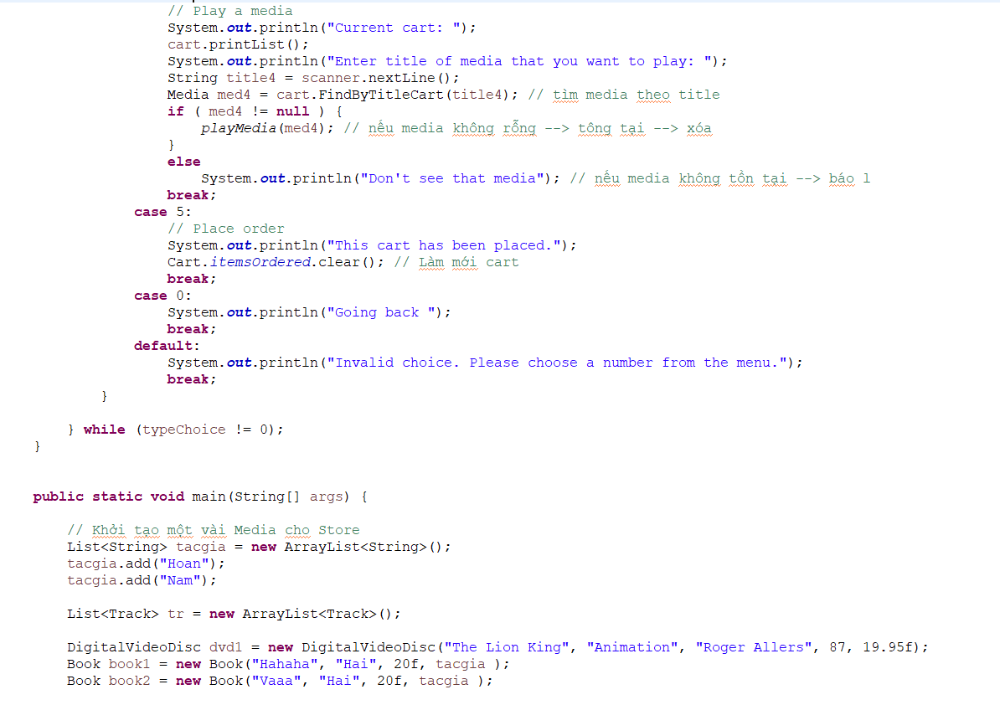 // Play a media
System.out.println("Current cart: ");
cart.printList();
System.out.println("Enter title of media that you want to play: ");
String title4 = scanner.nextLine();
Media med4 = cart.FindByTitleCart(title4); // tìm media theo title
if ( med4 != null ) {
playMedia(med4); // nếu media không rỗng --> tông tại --> xóa
}
else
System.out.println("Don't see that media"); // nếu media không tồn tại --> báo l
break;
case 5:
// Place order
System.out.println("This cart has been placed.");
Cart.itemsOrdered.clear(); // Làm mới cart
break;
case 0:
System.out.println("Going back ");
break;
default:
System.out.println("Invalid choice. Please choose a number from the menu.");
break;
}
} while (typeChoice != 0);
}
public static void main(String[] args) {
// Khởi tạo một vài Media cho Store
List<String> tacgia = new ArrayList<String>();
tacgia.add("Hoan");
tacgia.add("Nam");
List<Track> tr = new ArrayList<Track>();
DigitalVideoDisc dvd1 = new DigitalVideoDisc("The Lion King", "Animation", "Roger Allers", 87, 19.95f);
Book book1 = new Book("Hahaha", "Hai", 20f, tacgia );
Book book2 = new Book("Vaaa", "Hai", 20f, tacgia );